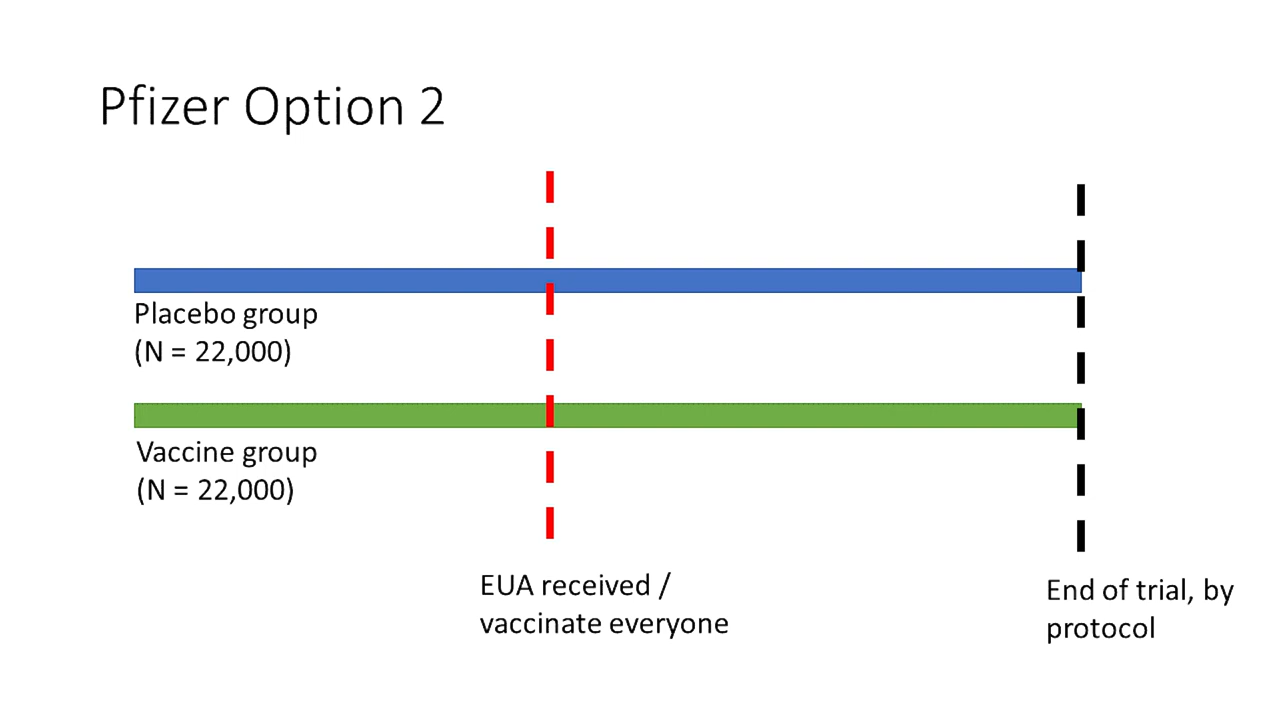 Pfizer Option 2
Placebo group
(N = 22,000)
Vaccine group
(N = 22,000)
EUA received /
vaccinate everyone
End of trial, by
protocol